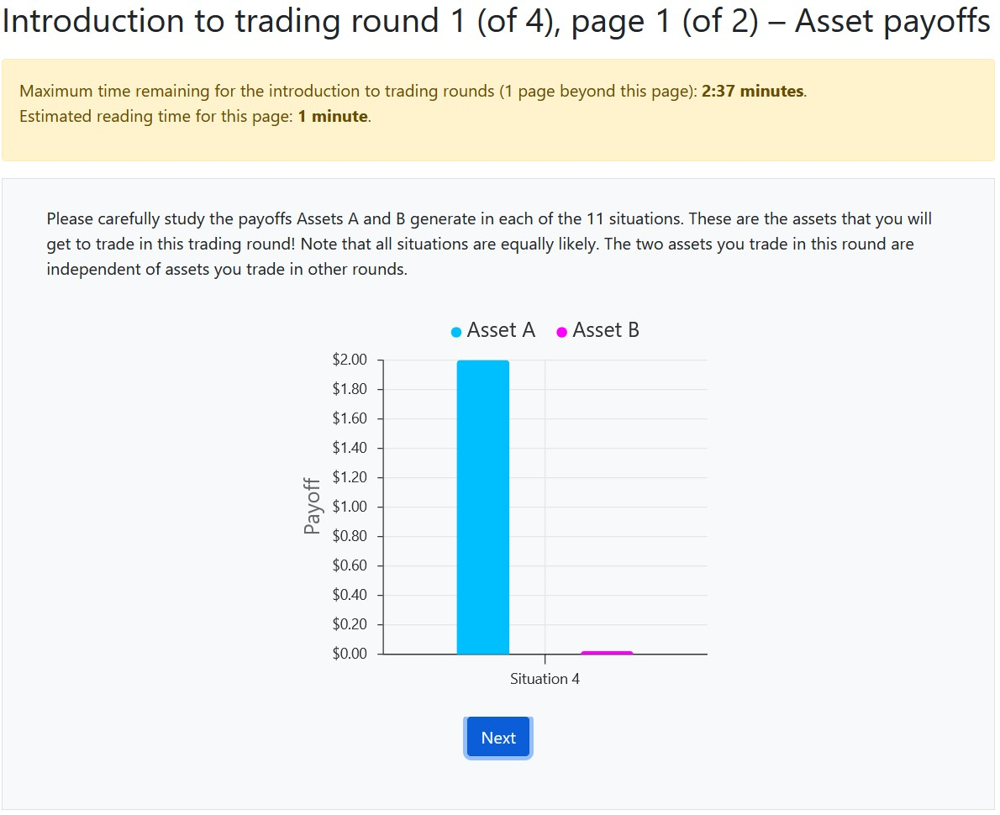 Introduction to trading round 1 (of 4), page 1 (of 2) – Asset payoffs
Maximum time remaining for the introduction to trading rounds (1 page beyond this page): 2:37 minutes.
Estimated reading time for this page: 1 minute.
Please carefully study the payoffs Assets A and B generate in each of the 11 situations. These are the assets that you will
get to trade in this trading round! Note that all situations are equally likely. The two assets you trade in this round are
independent of assets you trade in other rounds.
Asset A Asset B
$2.00
$1.80
$1.60
$1.40
$1.20
$1.00
$0.80
$0.60
$0.40
$0.20
$0.00
Payoff
Situation 4
Next